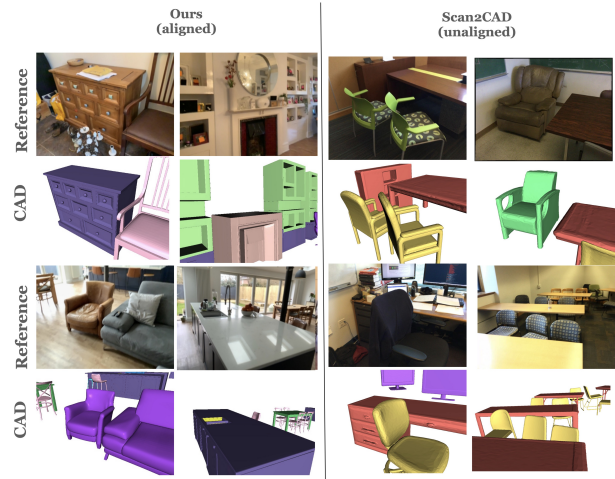 Ours
(aligned)
Scan2CAD
(unaligned)
Reference
CAD
Reference
CAD